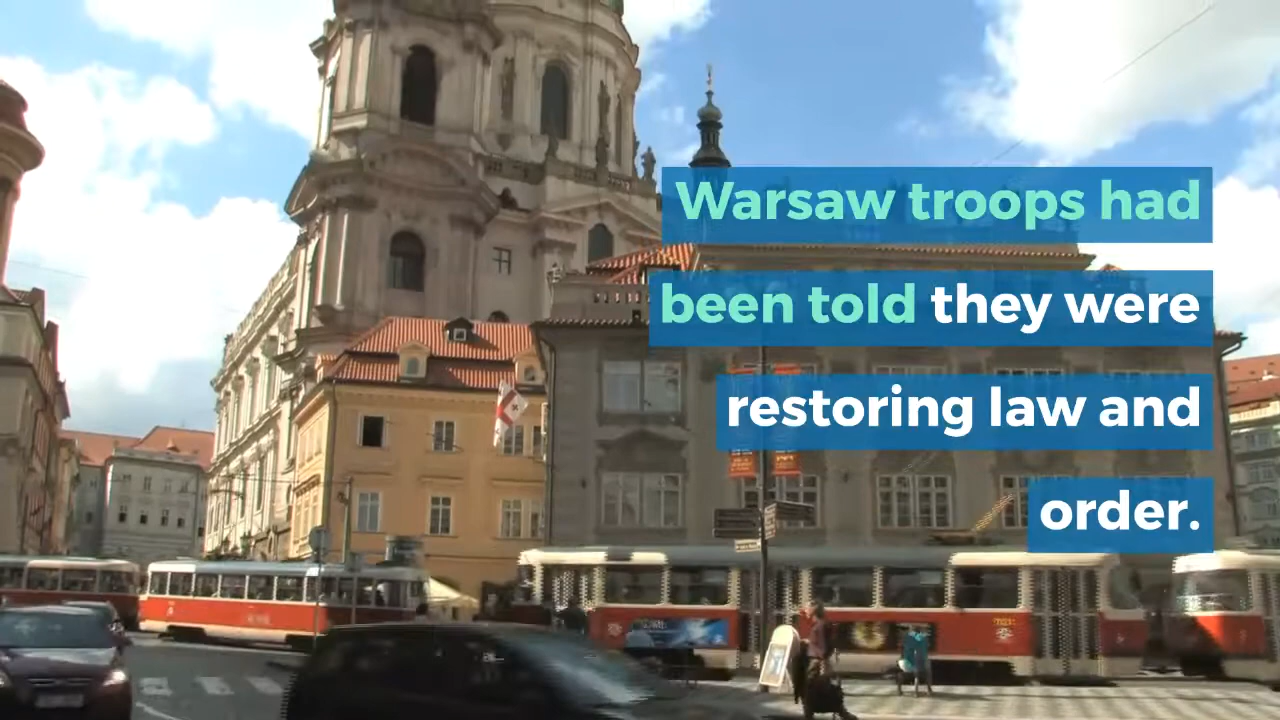 Warsaw troops had
been told they were
restoring law and
order.